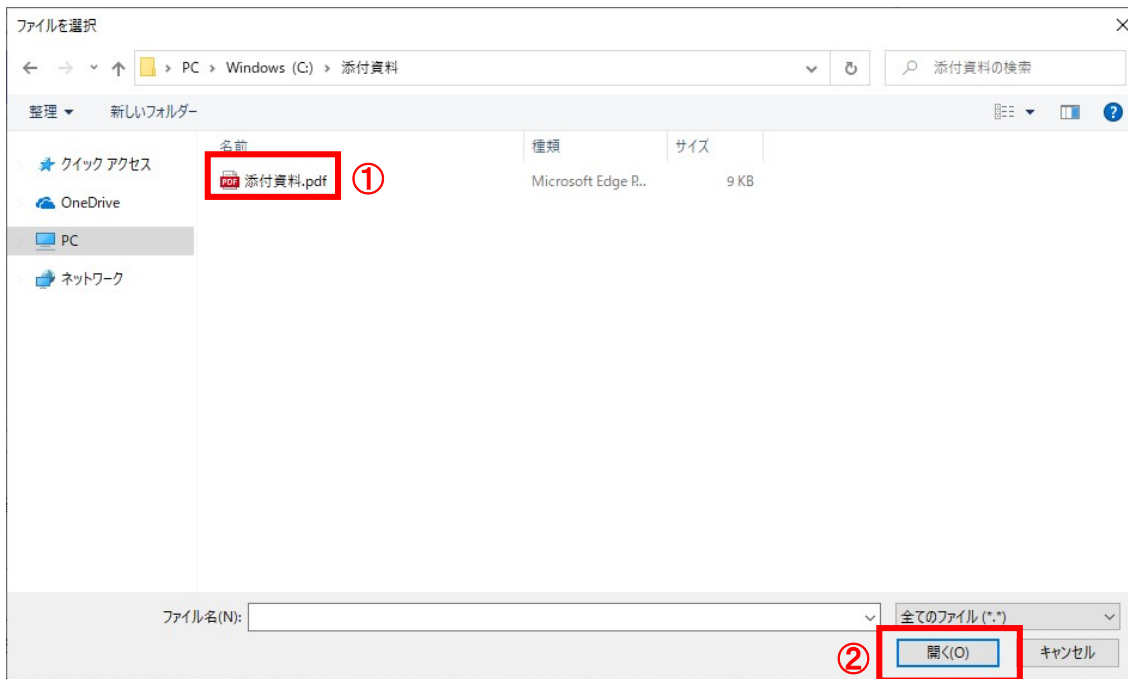 ファイルを選択
PC › Windows (C:) › 添付資料
添付資料の検索
整理 新しいフォルダー
名前 種類 サイズ
クイック アクセス
添付資料.pdf Microsoft Edge P... 9 KB
①
OneDrive
PC
ネットワーク
ファイル名(N): 全てのファイル (*.*)
② 開く(O) キャンセル